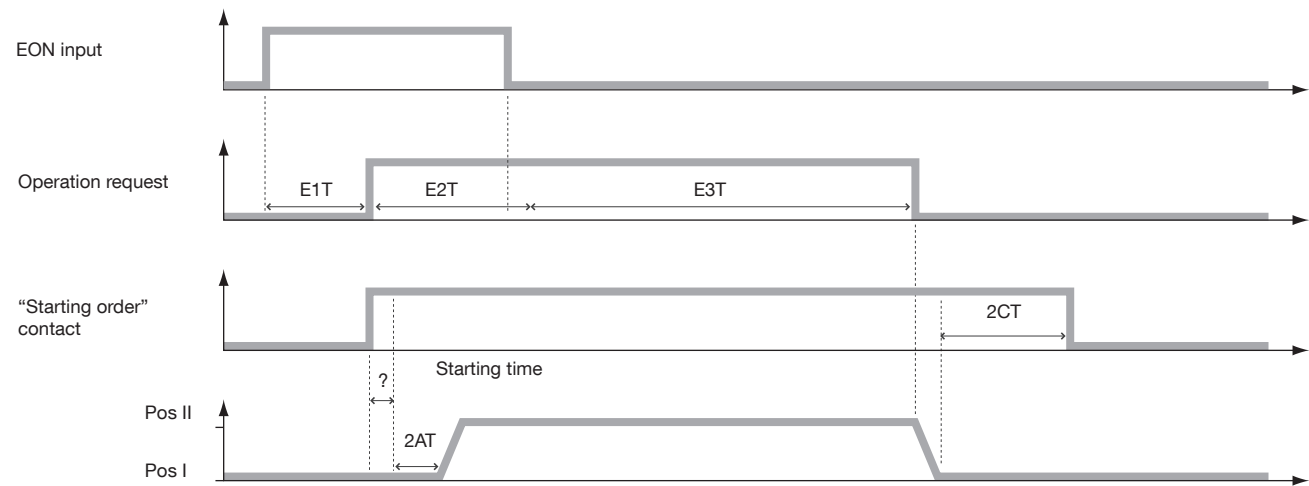 EON input
Operation request
E1T
E2T
E3T
“Starting order”
contact
2CT
?
Starting time
Pos II
2AT
Pos I